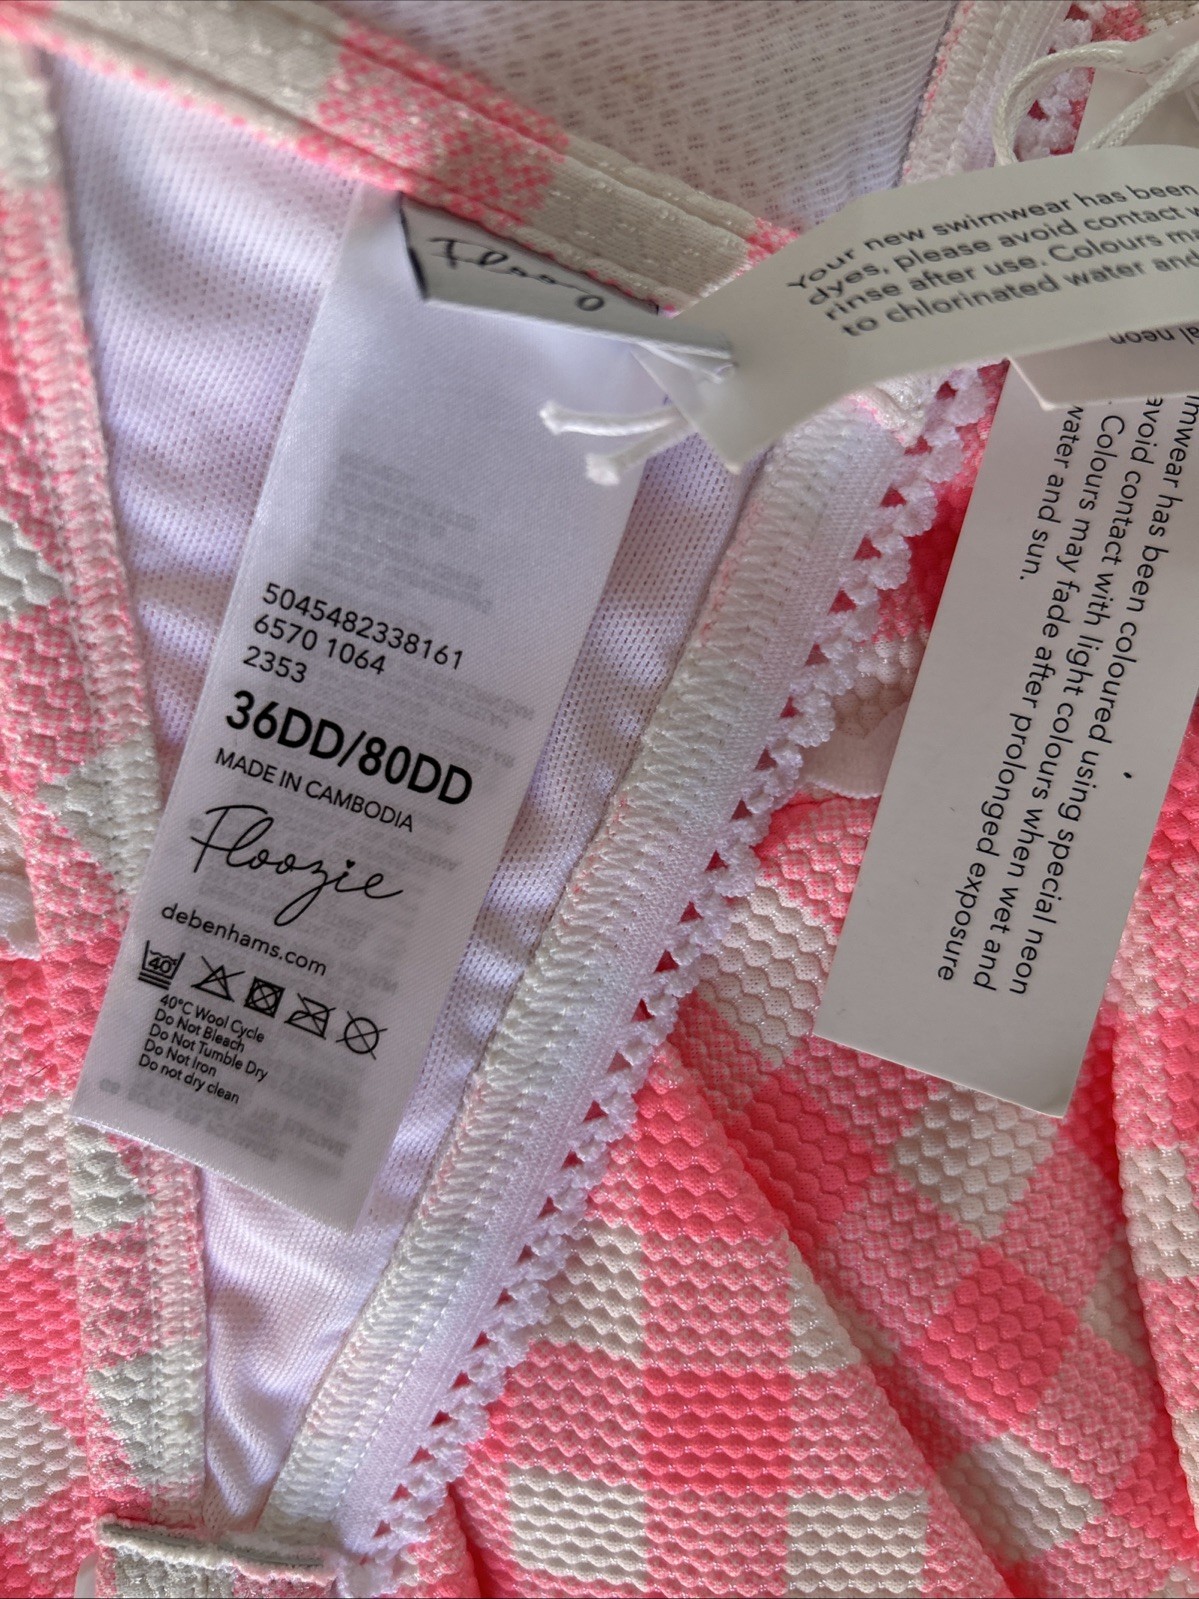 Floozie
5045482338161
6570 1064
2353
36DD/80DD
MADE IN CAMBODIA
Floozie
debenhams.com
40°
40°C Wool Cycle
Do Not Bleach
Do Not Tumble Dry
Do Not Iron
Do not dry clean
Your new swimwear has been
dyes, please avoid contact
rinse after use. Colours
to chlorinated water and
neon
has been coloured using special neon
avoid contact with light colours when wet and
Colours may fade after prolonged exposure
water and sun.